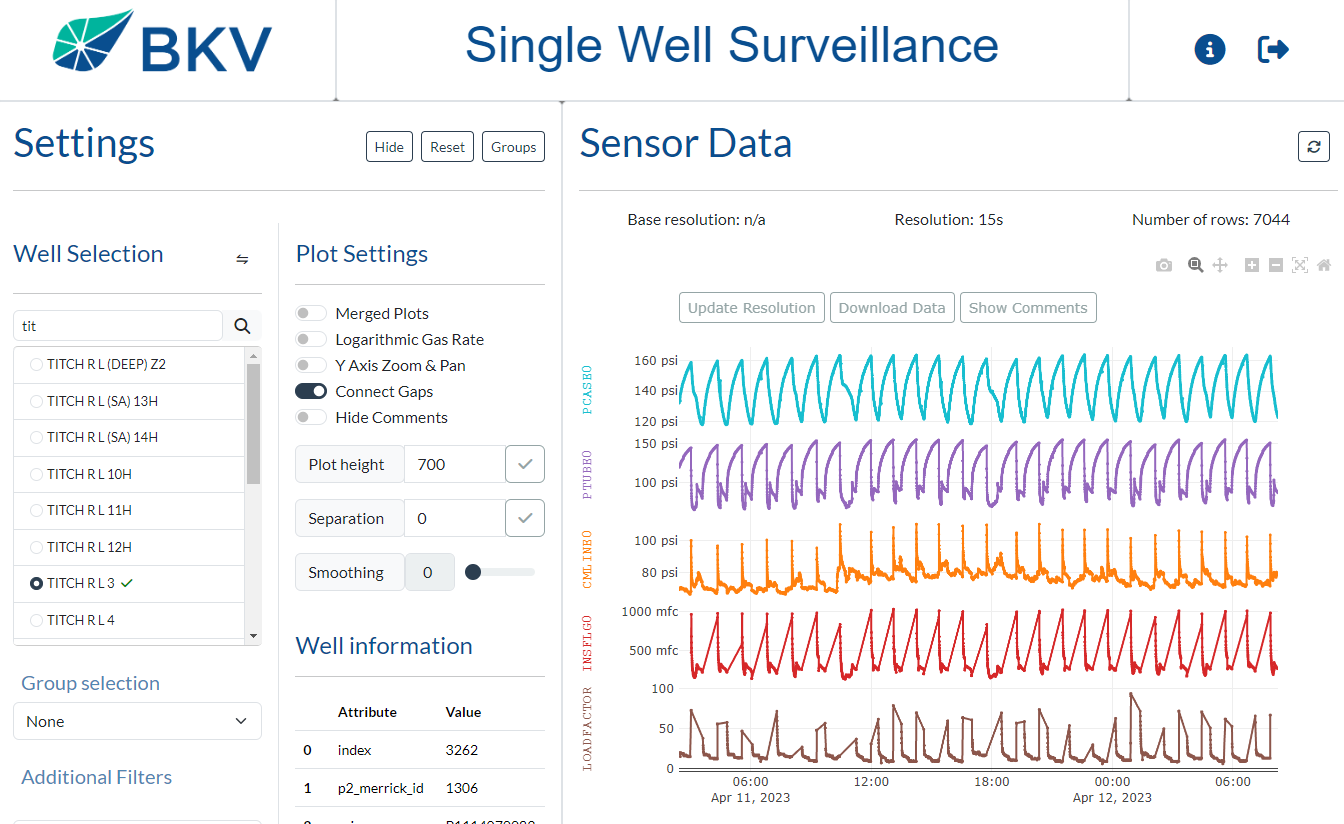 BKV
Single Well Surveillance
Settings
Hide
Reset
Groups
Well Selection
tit
TITCH R L (DEEP) Z2
TITCH R L (SA) 13H
TITCH R L (SA) 14H
TITCH R L 10H
TITCH R L 11H
TITCH R L 12H
TITCH R L 3
TITCH R L 4
Group selection
None
Additional Filters
Plot Settings
Merged Plots
Logarithmic Gas Rate
Y Axis Zoom & Pan
Connect Gaps
Hide Comments
Plot height 700
Separation 0
Smoothing 0
Well information
Attribute Value
0 index 3262
1 p2_merrick_id 1306
Sensor Data
Base resolution: n/a
Resolution: 15s
Number of rows: 7044
Update Resolution
Download Data
Show Comments
PCASEO
160 psi
140 psi
120 psi
PTUBEO
150 psi
100 psi
CMLINEO
100 psi
80 psi
INSFLGO
1000 mfc
500 mfc
LOADFACTOR
100
50
0
06:00 12:00 18:00 00:00 06:00
Apr 11, 2023 Apr 12, 2023